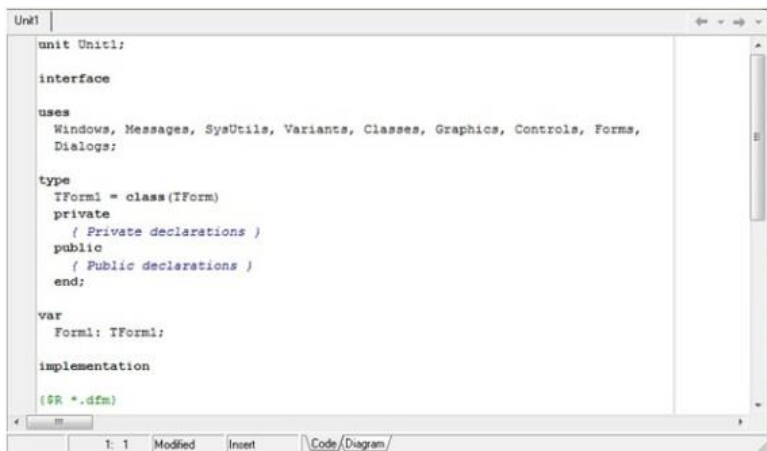 Unit1
unit Unit1;
interface
uses
Windows, Messages, SysUtils, Variants, Classes, Graphics, Controls, Forms,
Dialogs;
type
TForm1 = class(TForm)
private
{ Private declarations }
public
{ Public declarations }
end;
var
Form1: TForm1;
implementation
{$R *.dfm}
1: 1 Modified Insert Code Diagram